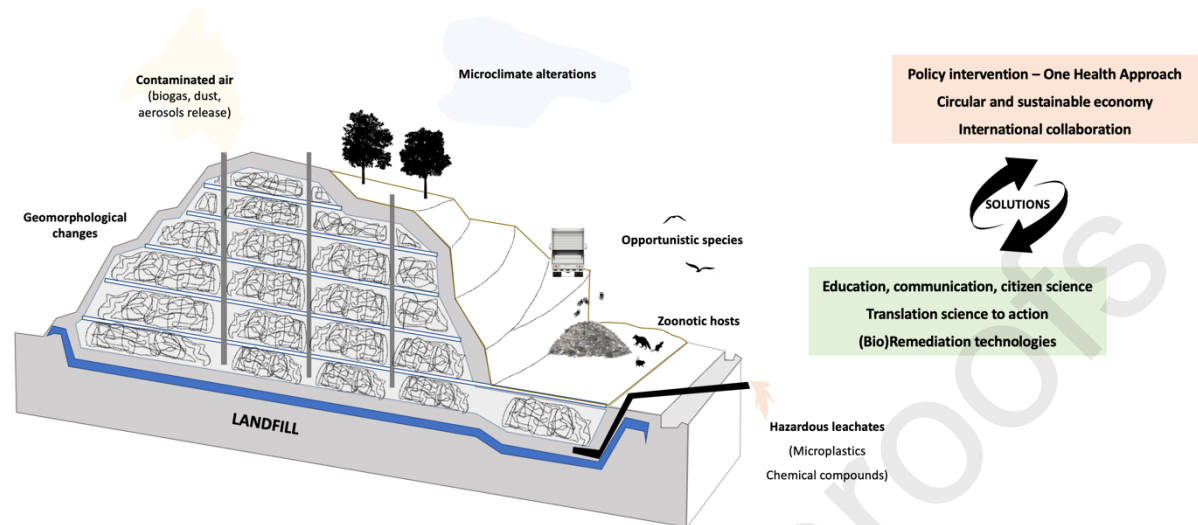 Contaminated air
(biogas, dust,
aerosols release)
Microclimate alterations
Policy intervention – One Health Approach
Circular and sustainable economy
International collaboration
SOLUTIONS
Geomorphological
changes
Opportunistic species
Zoonotic hosts
Education, communication, citizen science
Translation science to action
(Bio)Remediation technologies
LANDFILL
Hazardous leachates
(Microplastics
Chemical compounds)
proofs